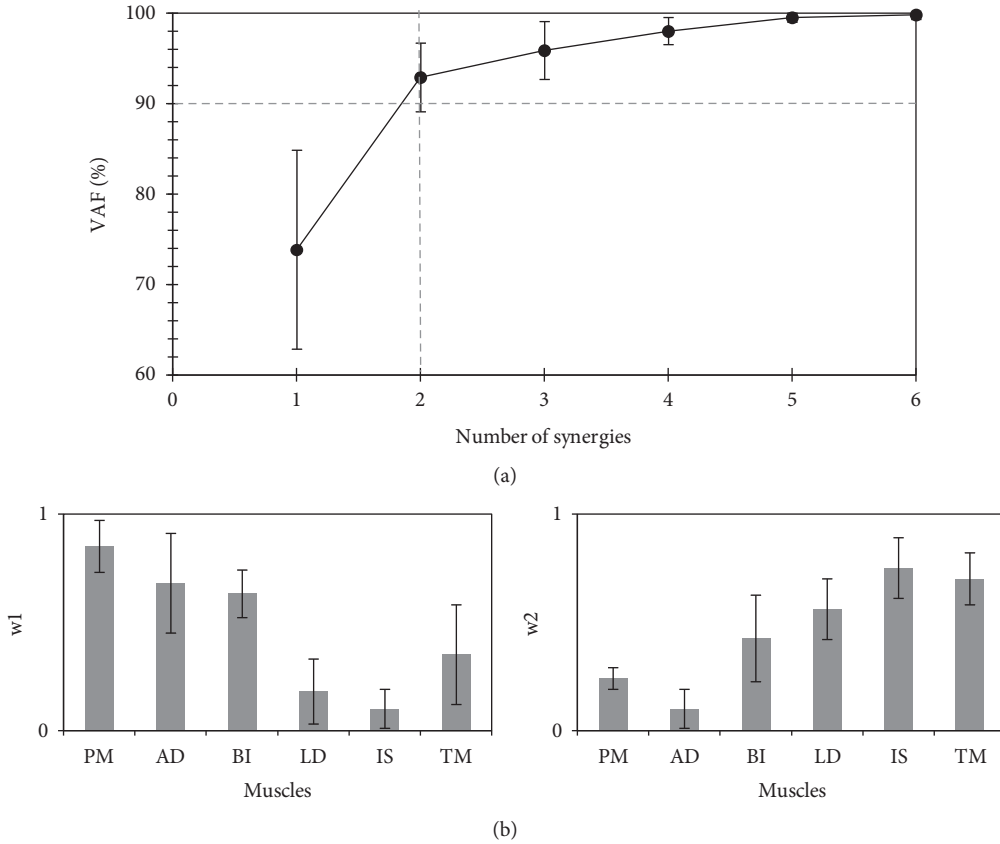 100
90
80
70
60
VAF (%)
0 1 2 3 4 5 6
Number of synergies
(a)
1
0
w1
PM AD BI LD IS TM
Muscles
1
0
w2
PM AD BI LD IS TM
Muscles
(b)